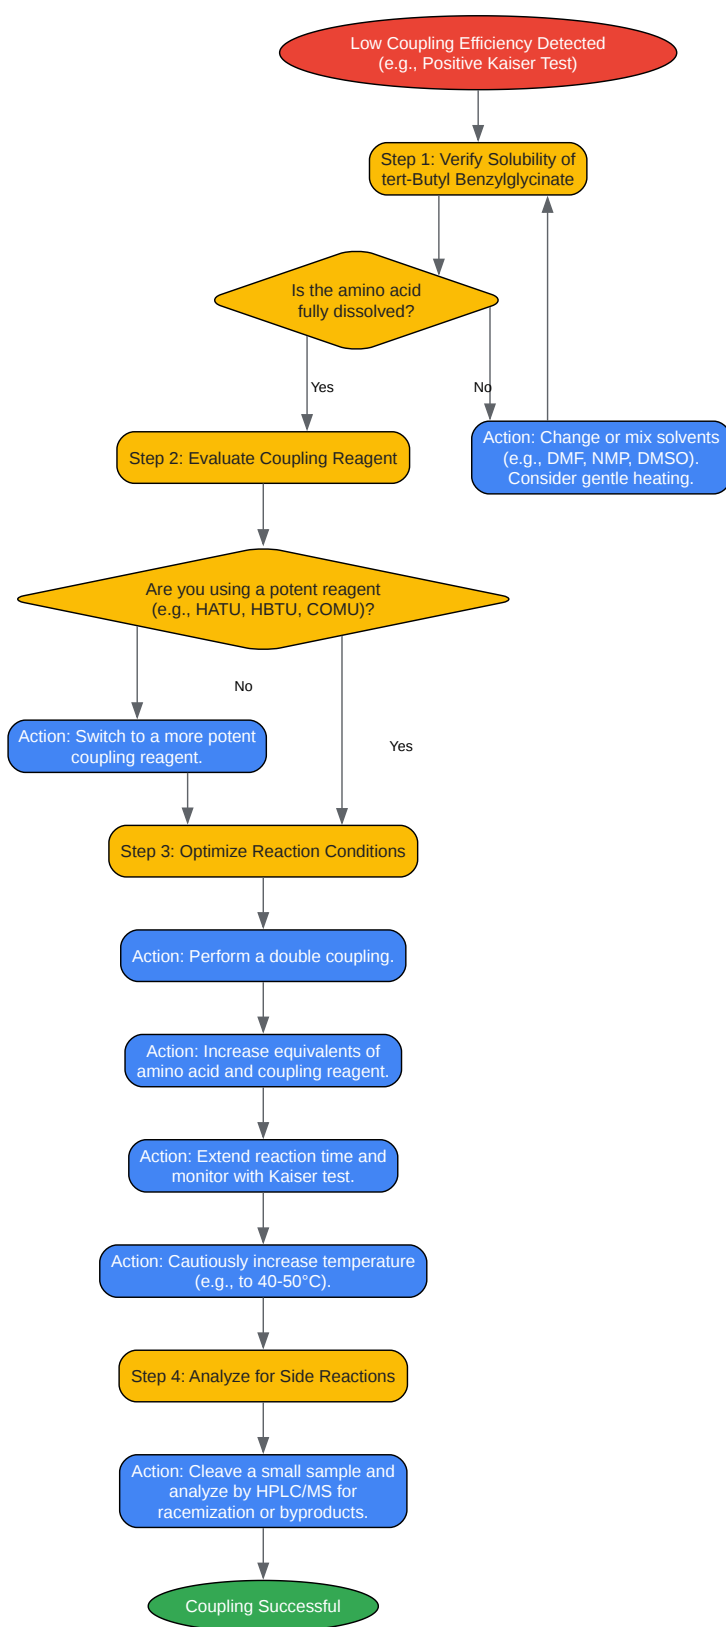 Low Coupling Efficiency Detected
(e.g., Positive Kaiser Test)
Step 1: Verify Solubility of
tert-Butyl Benzylglycinate
Is the amino acid
fully dissolved?
Yes
No
Action: Change or mix solvents
(e.g., DMF, NMP, DMSO).
Consider gentle heating.
Step 2: Evaluate Coupling Reagent
Are you using a potent reagent
(e.g., HATU, HBTU, COMU)?
No
Action: Switch to a more potent
coupling reagent.
Yes
Step 3: Optimize Reaction Conditions
Action: Perform a double coupling.
Action: Increase equivalents of
amino acid and coupling reagent.
Action: Extend reaction time and
monitor with Kaiser test.
Action: Cautiously increase temperature
(e.g., to 40-50°C).
Step 4: Analyze for Side Reactions
Action: Cleave a small sample and
analyze by HPLC/MS for
racemization or byproducts.
Coupling Successful